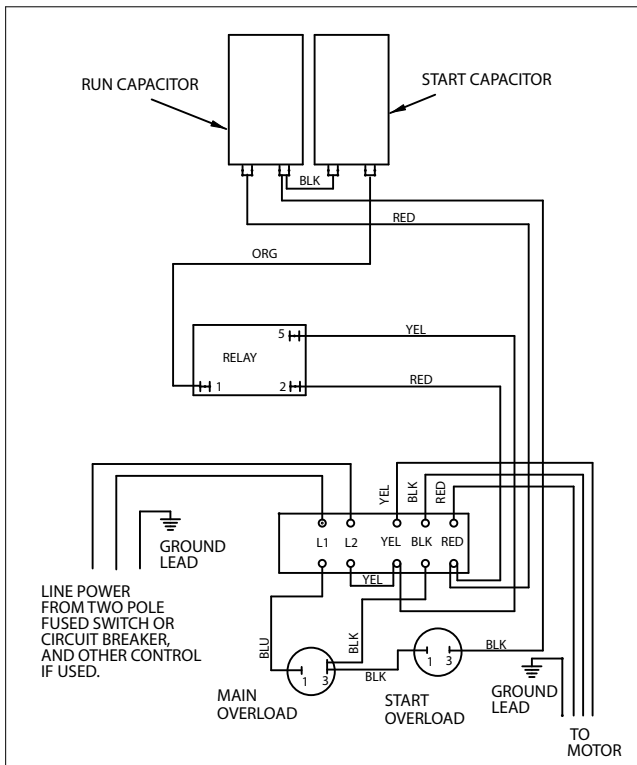 RUN CAPACITOR
START CAPACITOR
BLK
RED
ORG
5
YEL
RELAY
1
2
RED
YEL
BLK
RED
GROUND
LEAD
L1 L2 YEL BLK RED
YEL
LINE POWER
FROM TWO POLE
FUSED SWITCH OR
CIRCUIT BREAKER,
AND OTHER CONTROL
IF USED.
BLU
BLK
1 3
BLK
1 3
BLK
MAIN
OVERLOAD
START
OVERLOAD
GROUND
LEAD
TO
MOTOR